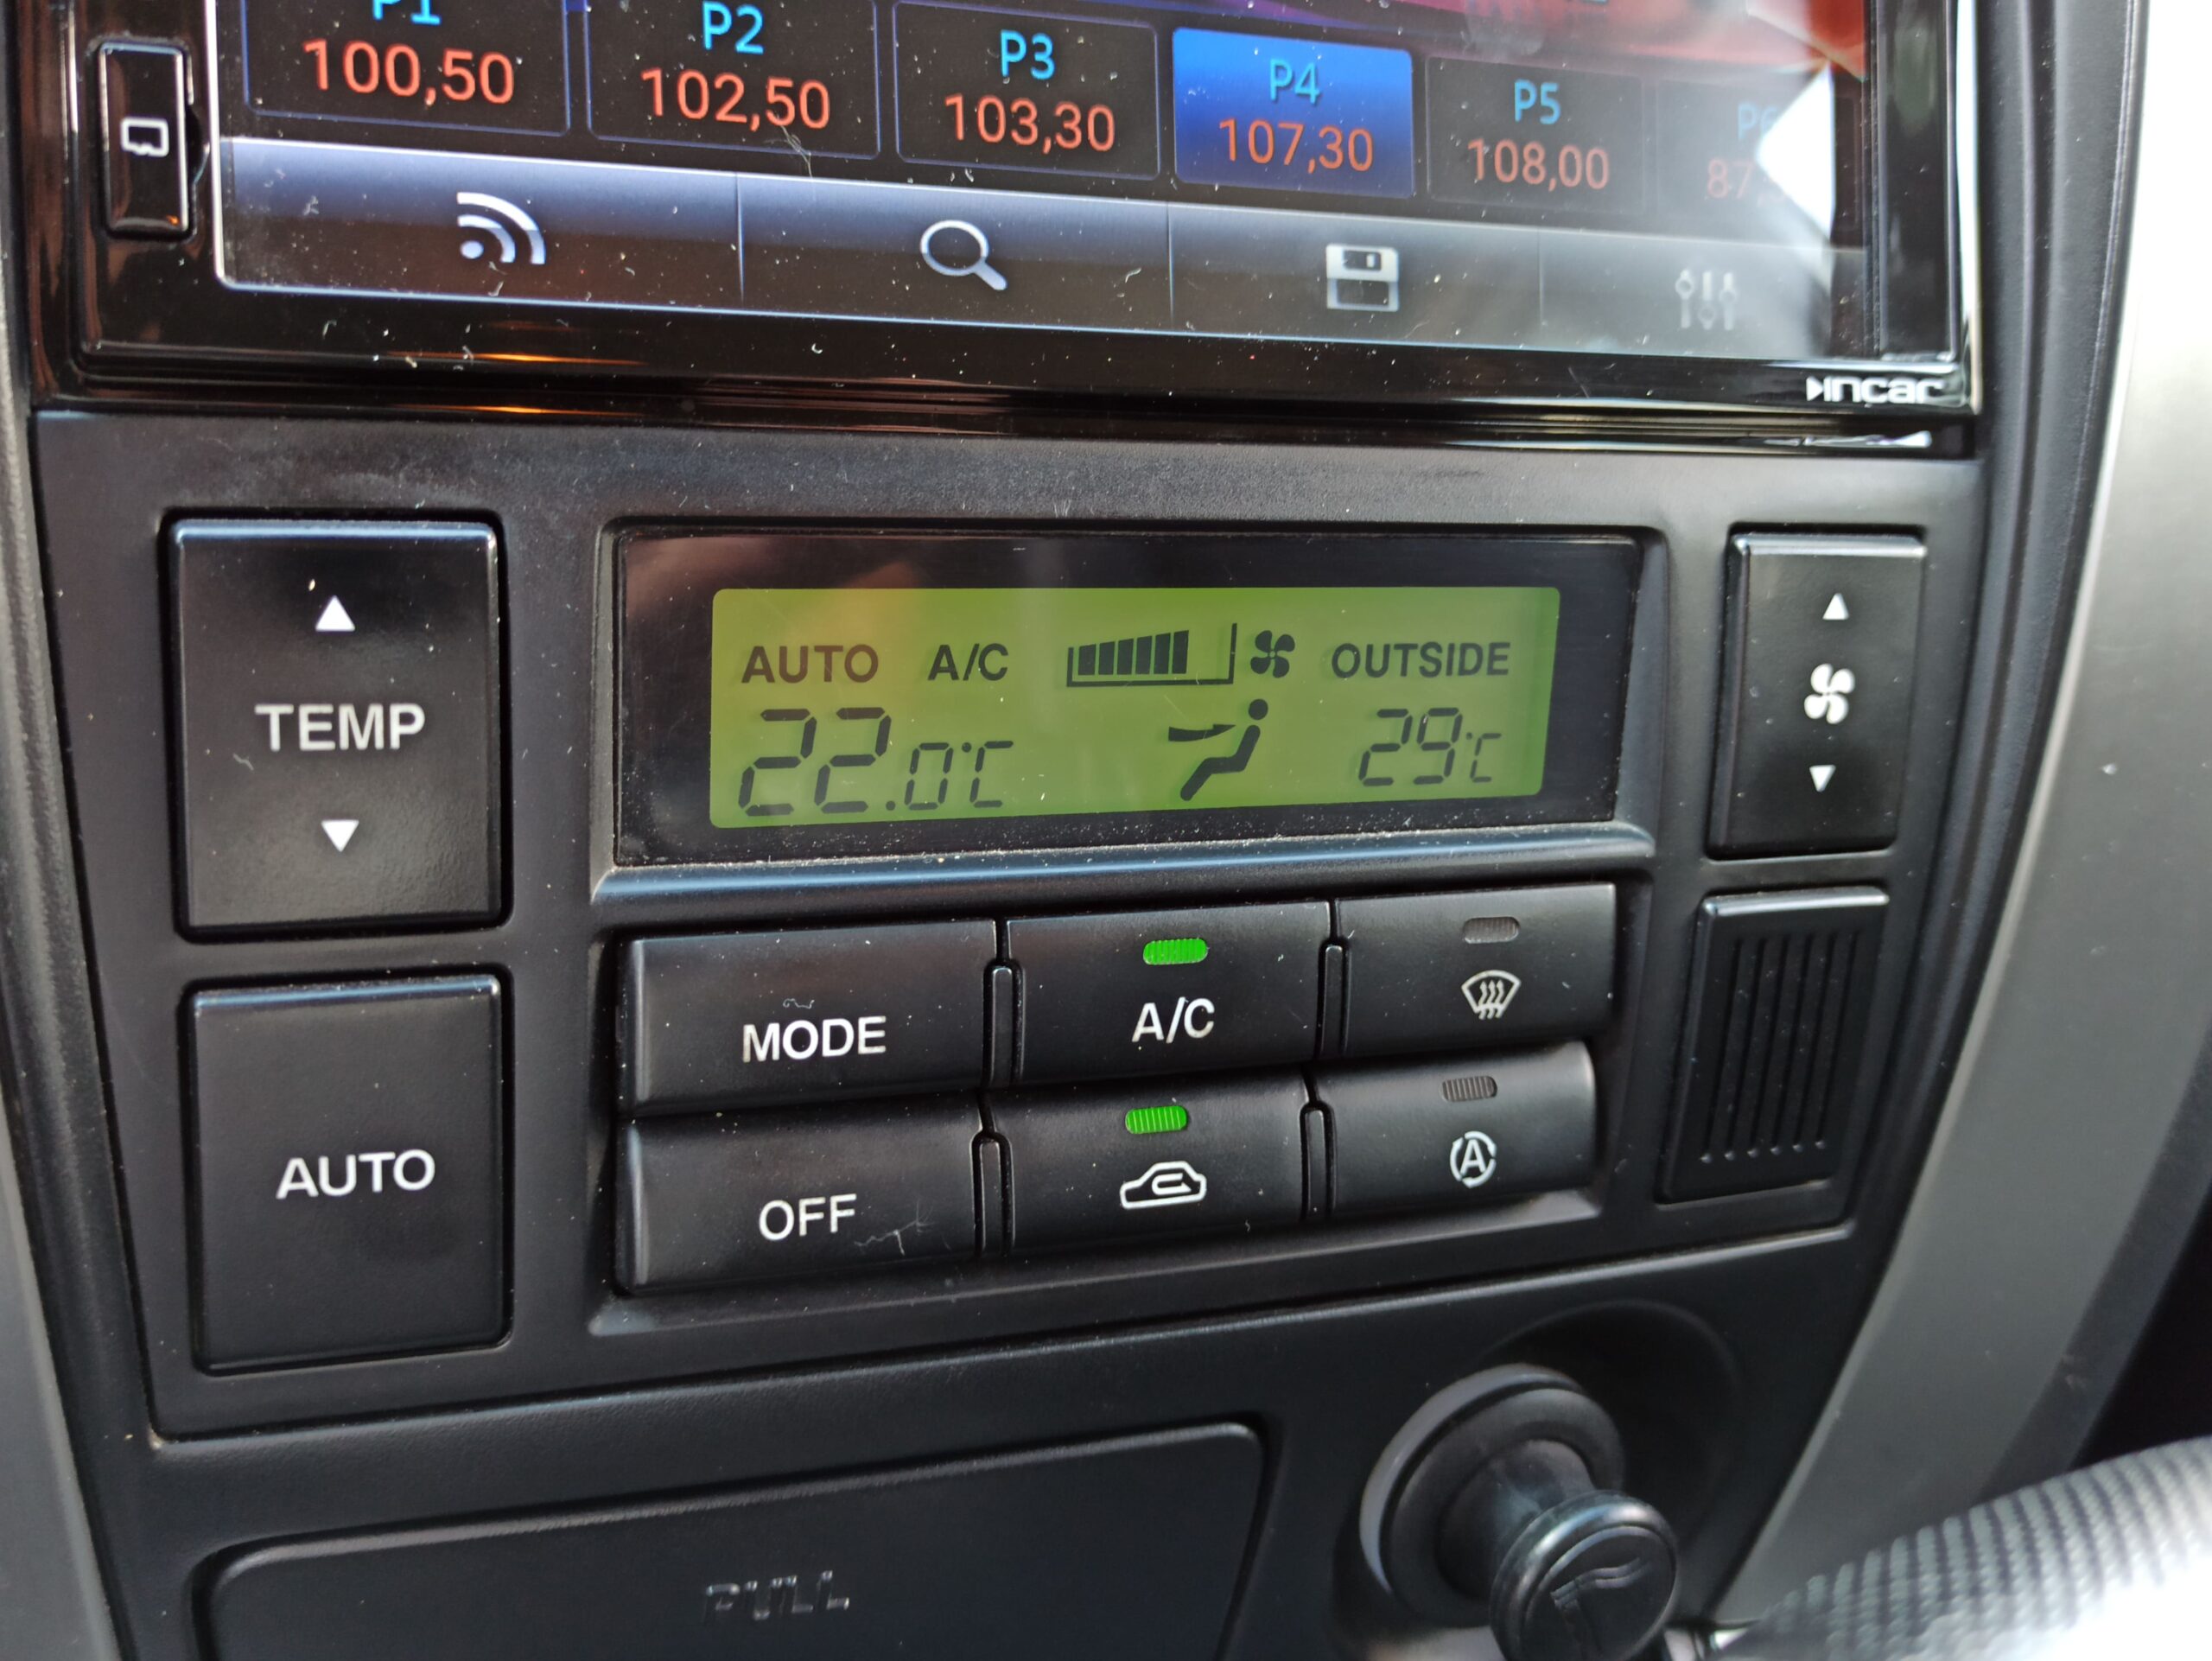 P1 P2 P3 P4 P5
100,50 102,50 103,30 107,30 108,00
incar
AUTO A/C OUTSIDE
22.0°C 29°C
TEMP
MODE A/C
AUTO OFF A
PULL